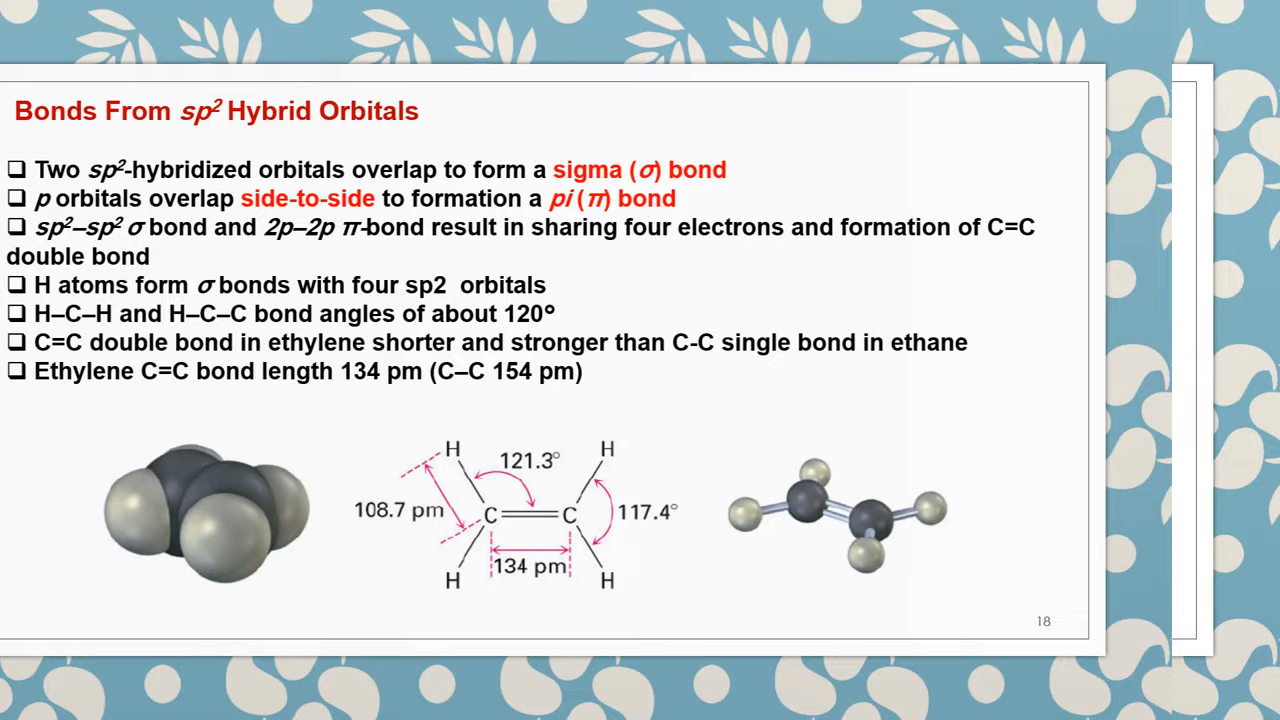 Bonds From sp² Hybrid Orbitals
❑ Two sp²-hybridized orbitals overlap to form a sigma (σ) bond
❑ p orbitals overlap side-to-side to formation a pi (π) bond
❑ sp²–sp² σ bond and 2p–2p π-bond result in sharing four electrons and formation of C=C
double bond
❑ H atoms form σ bonds with four sp2 orbitals
❑ H–C–H and H–C–C bond angles of about 120°
❑ C=C double bond in ethylene shorter and stronger than C-C single bond in ethane
❑ Ethylene C=C bond length 134 pm (C–C 154 pm)
H H
121.3°
108.7 pm C C 117.4°
134 pm
H H
18